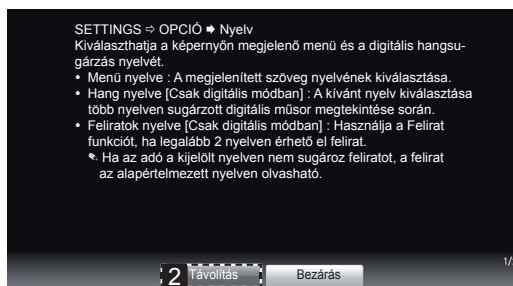 SETTINGS ⇨ OPCIÓ ➡ Nyelv
Kiválaszthatja a képernyőn megjelenő menü és a digitális hangsu-
gárzás nyelvét.
• Menü nyelve : A megjelenített szöveg nyelvének kiválasztása.
• Hang nyelve [Csak digitális módban] : A kívánt nyelv kiválasztása
több nyelven sugárzott digitális műsor megtekintése során.
• Feliratok nyelve [Csak digitális módban] : Használja a Felirat
funkciót, ha legalább 2 nyelven érhető el felirat.
✎ Ha az adó a kijelölt nyelven nem sugároz feliratot, a felirat
az alapértelmezett nyelven olvasható.
1/
2 Távolítás Bezárás